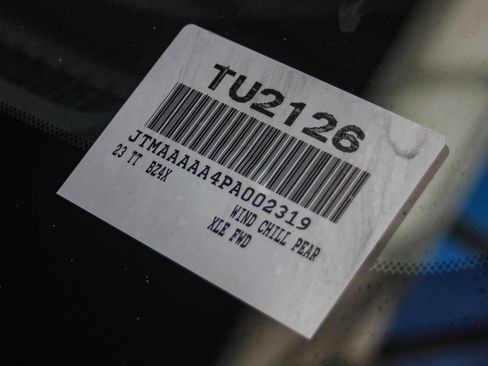 TU2126
JTMAAAAA4PA002319
23 TT BZ4X
WIND CHILL PEAR
XLE FWD